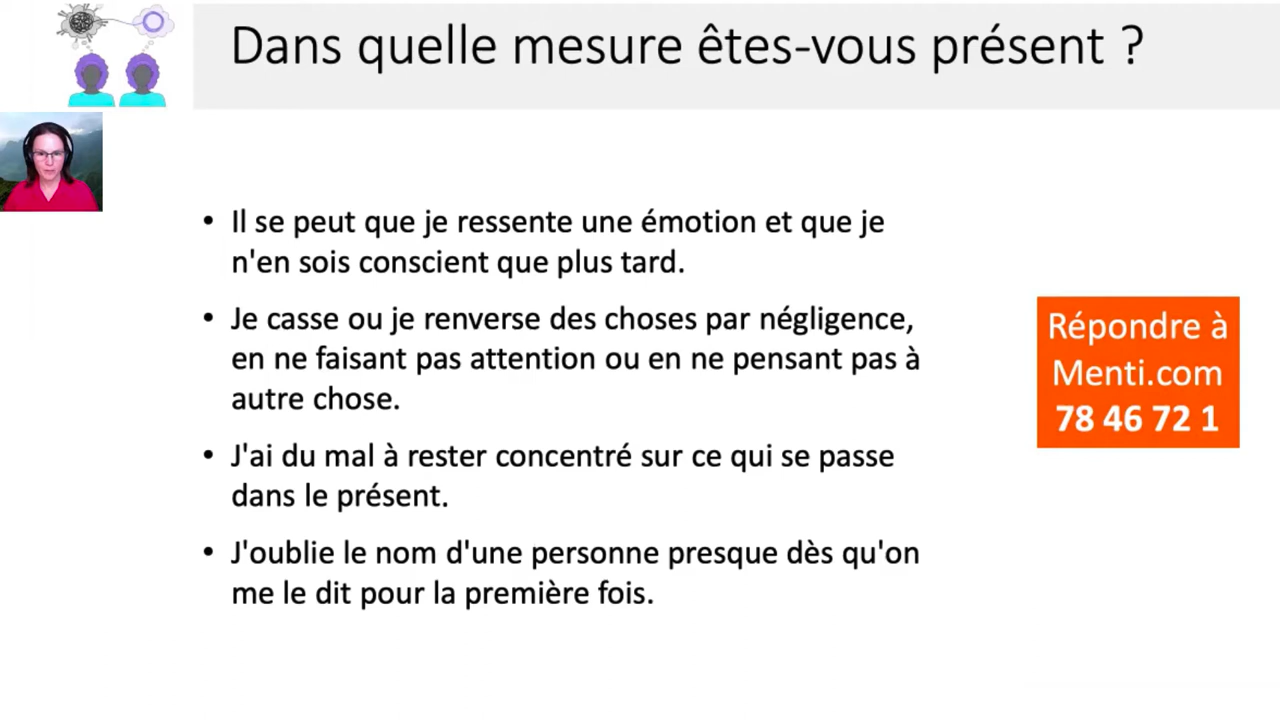 Dans quelle mesure êtes-vous présent ?
• Il se peut que je ressente une émotion et que je
n'en sois conscient que plus tard.
• Je casse ou je renverse des choses par négligence,
en ne faisant pas attention ou en ne pensant pas à
autre chose.
• J'ai du mal à rester concentré sur ce qui se passe
dans le présent.
• J'oublie le nom d'une personne presque dès qu'on
me le dit pour la première fois.
Répondre à
Menti.com
78 46 72 1